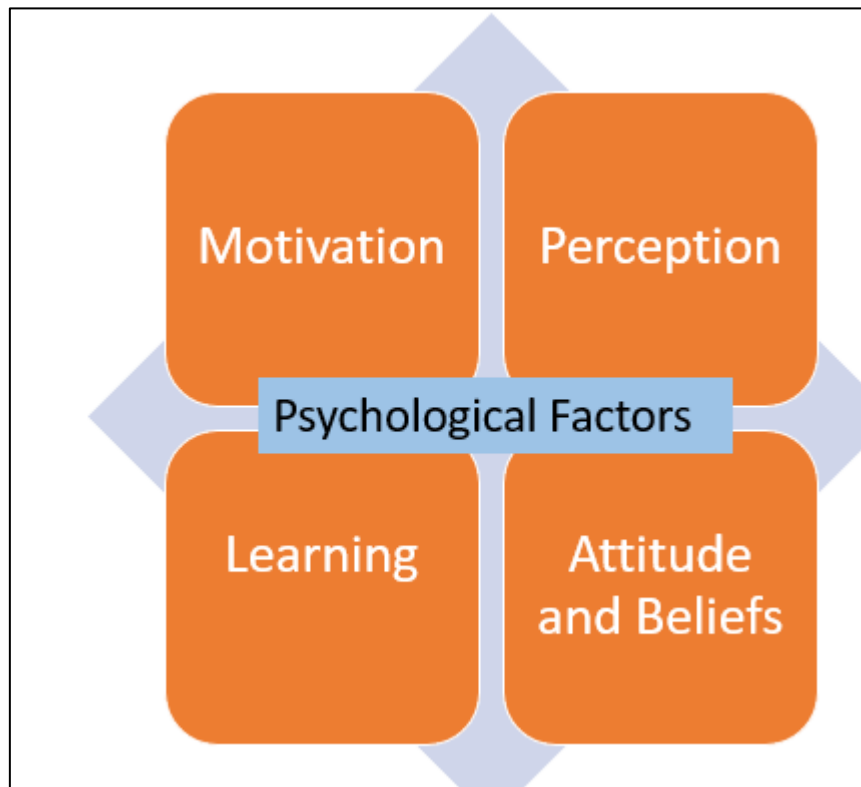 Motivation
Perception
Psychological Factors
Learning
Attitude
and Beliefs